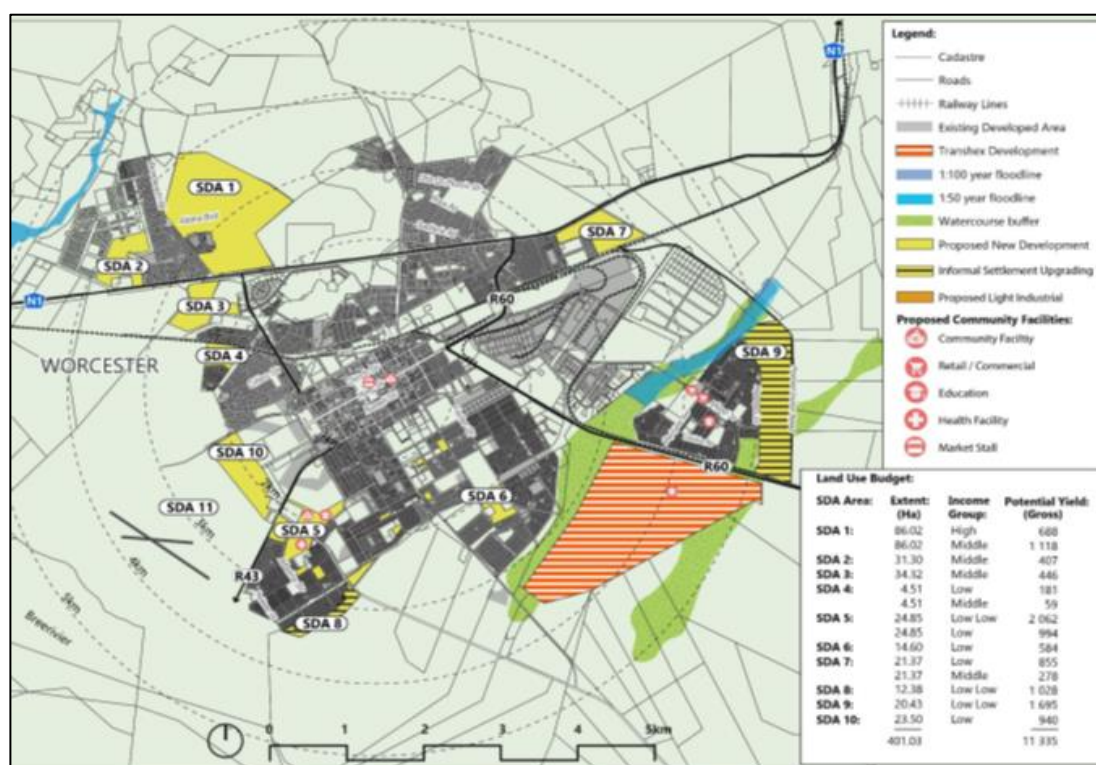 N1
SDA 1
SDA 2
SDA 7
R60
N1
SDA 3
SDA 4
SDA 9
WORCESTER
SDA 10
R60
SDA 6
SDA 11
SDA 5
R43
SDA 8
Breerivier
3km
4km
5km
0 1 2 3 4 5km
Legend:
Cadastre
Roads
Railway Lines
Existing Developed Area
Transhex Development
1:100 year floodline
1:50 year floodline
Watercourse buffer
Proposed New Development
Informal Settlement Upgrading
Proposed Light Industrial
Proposed Community Facilities:
Community Faciltiy
Retail / Commercial
Education
Health Facility
Market Stall
Land Use Budget:
SDA Area: Extent: (Ha) Income Group: Potential Yield: (Gross)
SDA 1: 86.02 High 688
86.02 Middle 1 118
SDA 2: 31.30 Middle 407
SDA 3: 34.32 Middle 446
SDA 4: 4.51 Low 181
4.51 Middle 59
SDA 5: 24.85 Low Low 2 062
24.85 Low 994
SDA 6: 14.60 Low 584
SDA 7: 21.37 Low 855
21.37 Middle 278
SDA 8: 12.38 Low Low 1 028
SDA 9: 20.43 Low Low 1 695
SDA 10: 23.50 Low 940
401.03 11 335